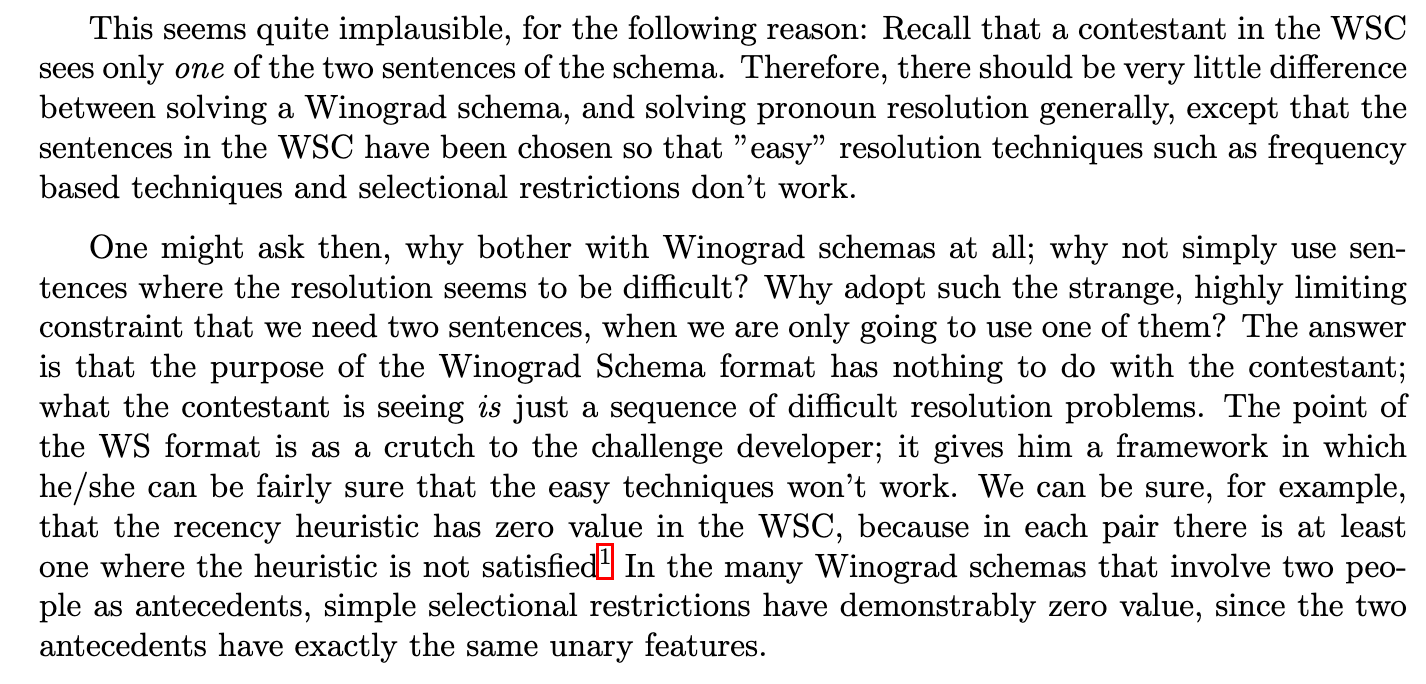 This seems quite implausible, for the following reason: Recall that a contestant in the WSC
sees only one of the two sentences of the schema. Therefore, there should be very little difference
between solving a Winograd schema, and solving pronoun resolution generally, except that the
sentences in the WSC have been chosen so that ”easy” resolution techniques such as frequency
based techniques and selectional restrictions don’t work.
One might ask then, why bother with Winograd schemas at all; why not simply use sen-
tences where the resolution seems to be difficult? Why adopt such the strange, highly limiting
constraint that we need two sentences, when we are only going to use one of them? The answer
is that the purpose of the Winograd Schema format has nothing to do with the contestant;
what the contestant is seeing is just a sequence of difficult resolution problems. The point of
the WS format is as a crutch to the challenge developer; it gives him a framework in which
he/she can be fairly sure that the easy techniques won’t work. We can be sure, for example,
that the recency heuristic has zero value in the WSC, because in each pair there is at least
one where the heuristic is not satisfied1 In the many Winograd schemas that involve two peo-
ple as antecedents, simple selectional restrictions have demonstrably zero value, since the two
antecedents have exactly the same unary features.